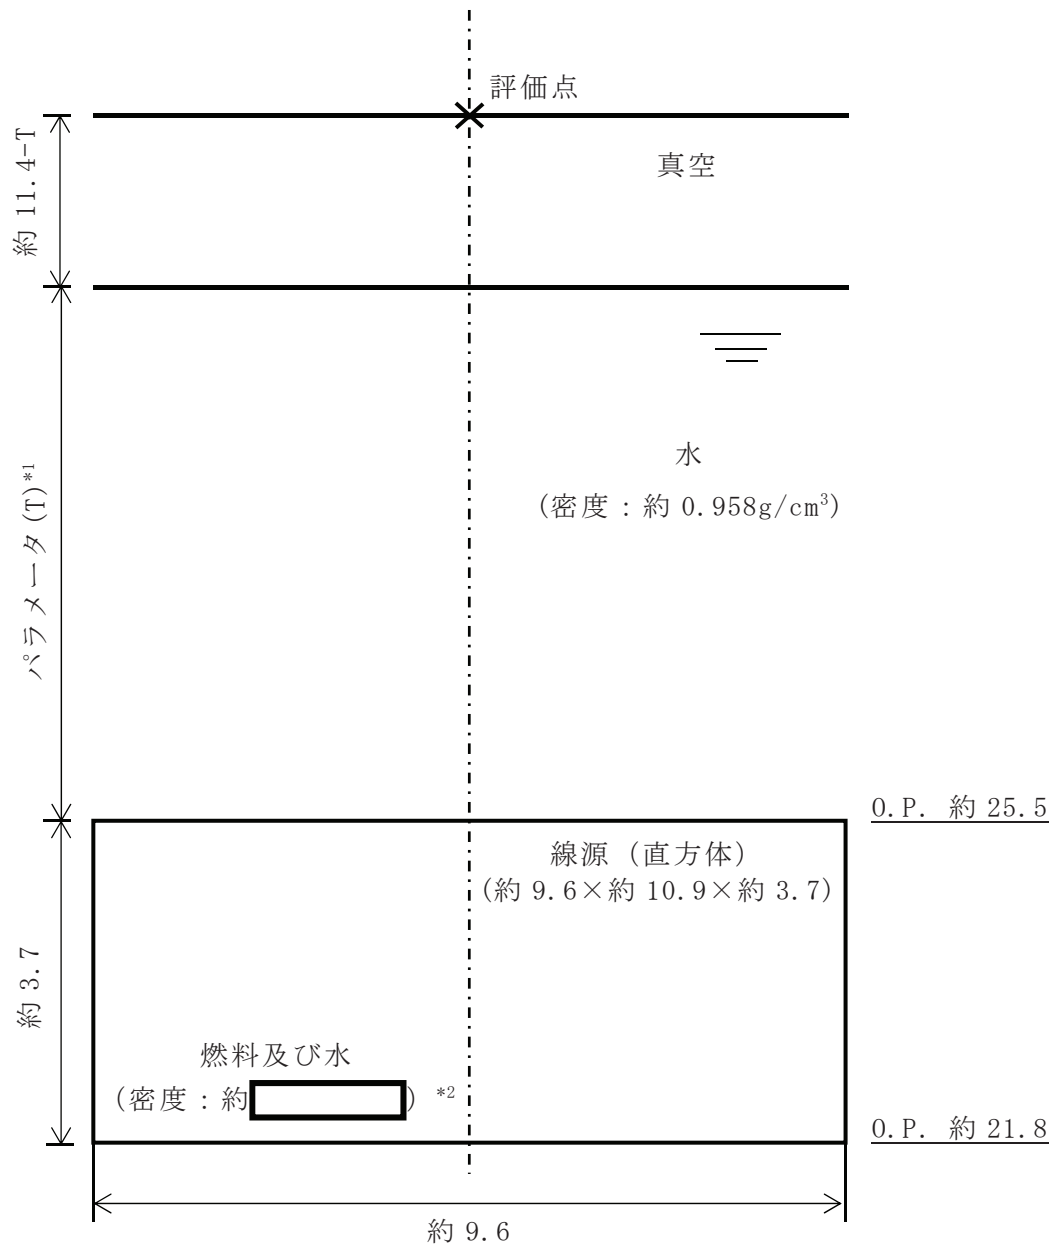 評価点
約 11.4-T
真空
パラメータ(T)*1
水
(密度：約 0.958g/cm³)
O.P. 約 25.5
線源（直方体）
(約 9.6×約 10.9×約 3.7)
約 3.7
燃料及び水
(密度：約 ) *2
O.P. 約 21.8
約 9.6